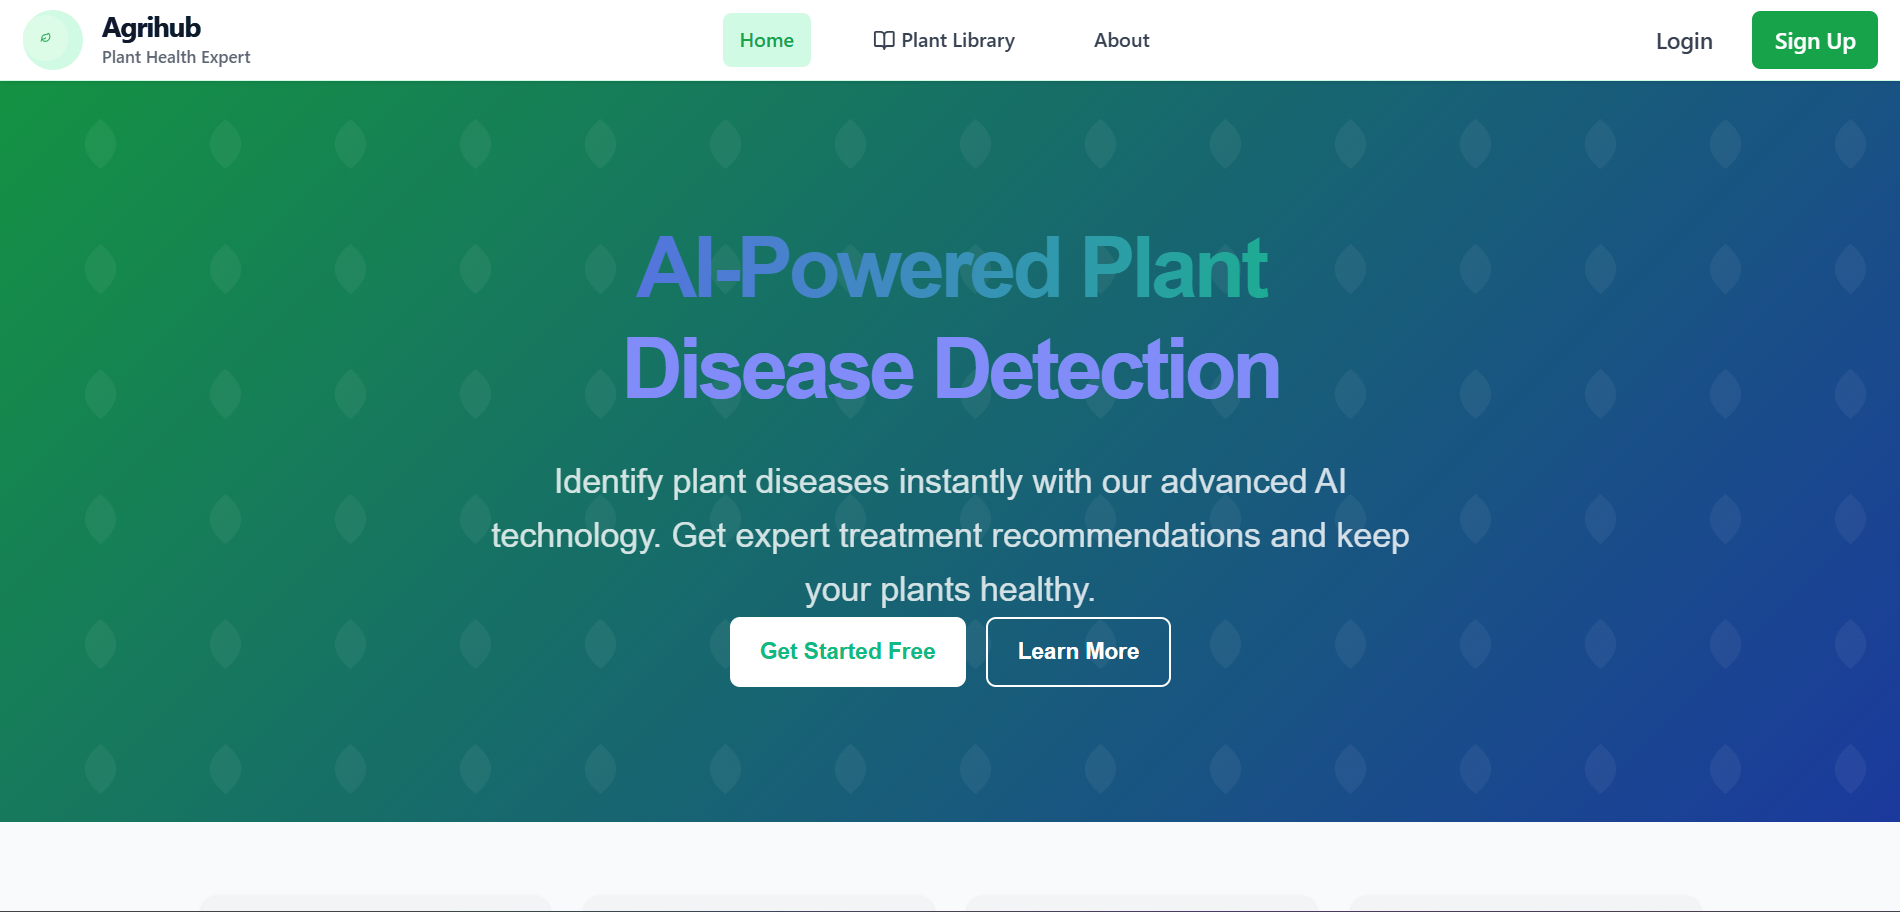 Agrihub
Plant Health Expert
Home
Plant Library
About
Login
Sign Up
AI-Powered Plant
Disease Detection
Identify plant diseases instantly with our advanced AI
technology. Get expert treatment recommendations and keep
your plants healthy.
Get Started Free
Learn More